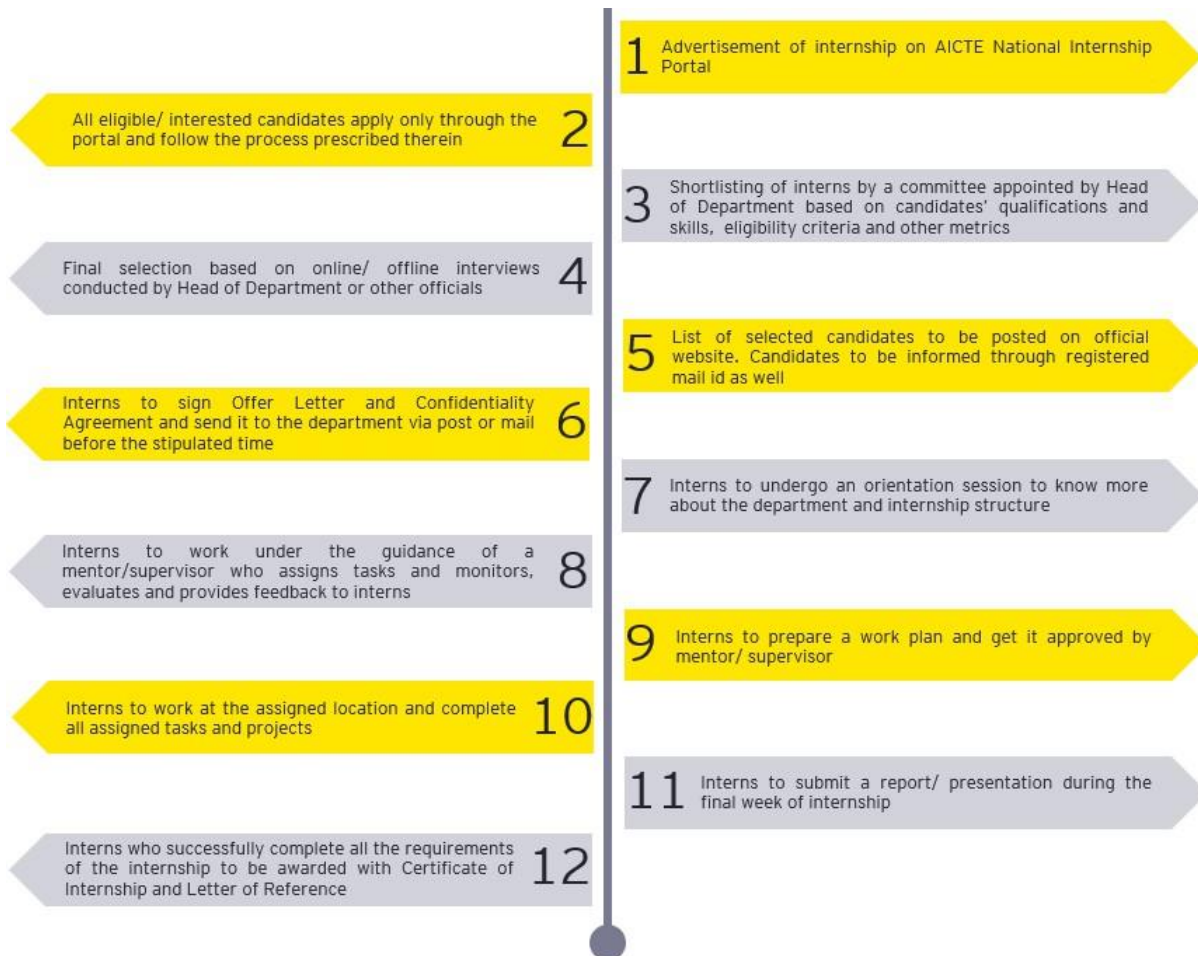 1 Advertisement of internship on AICTE National Internship
Portal
All eligible/ interested candidates apply only through the
portal and follow the process prescribed therein 2
3 Shortlisting of interns by a committee appointed by Head
of Department based on candidates' qualifications and
skills, eligibility criteria and other metrics
Final selection based on online/ offline interviews
conducted by Head of Department or other officials 4
5 List of selected candidates to be posted on official
website. Candidates to be informed through registered
mail id as well
Interns to sign Offer Letter and Confidentiality
Agreement and send it to the department via post or mail
before the stipulated time 6
7 Interns to undergo an orientation session to know more
about the department and internship structure
Interns to work under the guidance of a
mentor/supervisor who assigns tasks and monitors,
evaluates and provides feedback to interns 8
9 Interns to prepare a work plan and get it approved by
mentor/ supervisor
Interns to work at the assigned location and complete
all assigned tasks and projects 10
11 Interns to submit a report/ presentation during the
final week of internship
Interns who successfully complete all the requirements
of the internship to be awarded with Certificate of
Internship and Letter of Reference 12